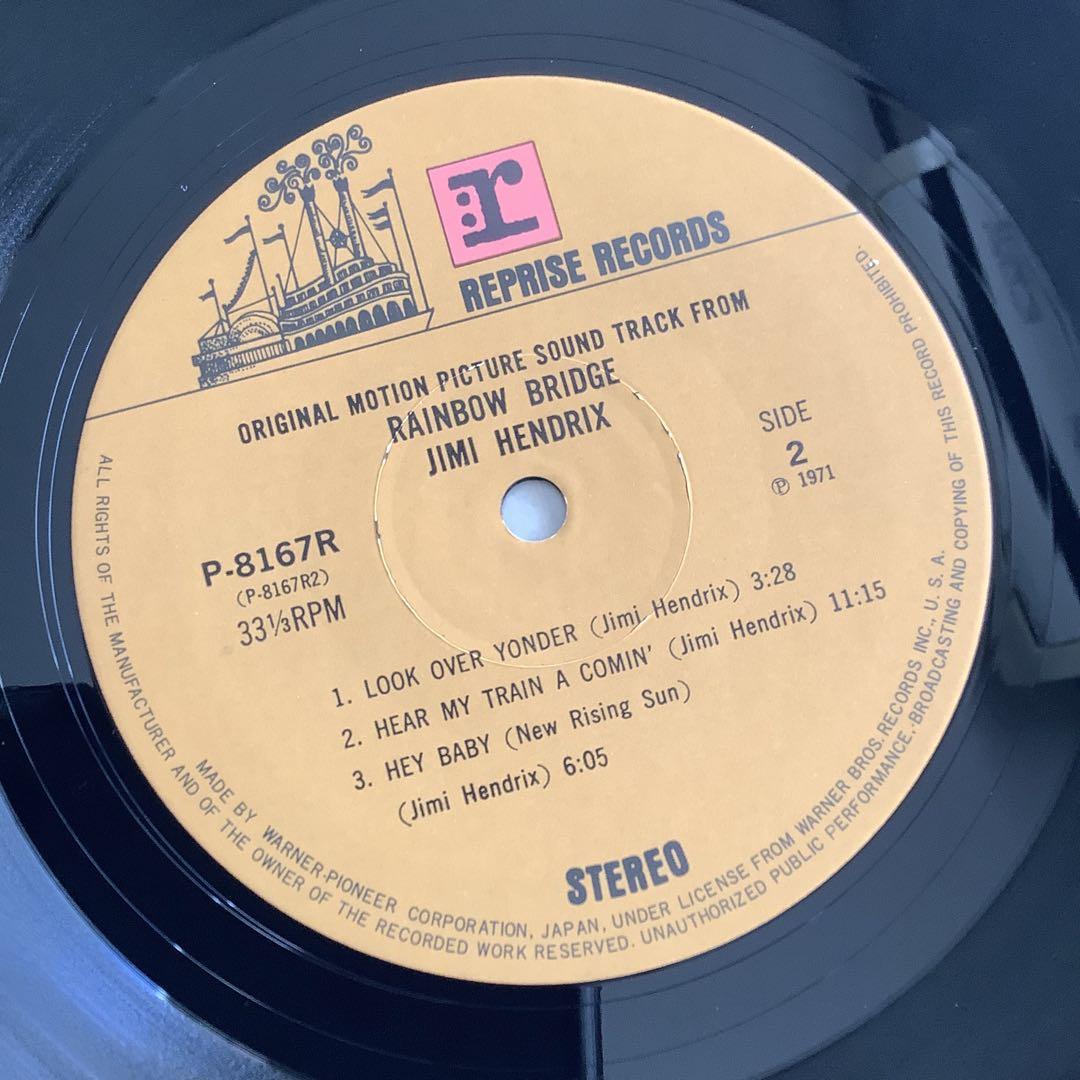 r:
REPRISE RECORDS
ORIGINAL MOTION PICTURE SOUND TRACK FROM
RAINBOW BRIDGE
JIMI HENDRIX
SIDE
2
Ⓟ 1971
P-8167R
(P-8167R2)
33⅓RPM
1. LOOK OVER YONDER (Jimi Hendrix) 3:28
2. HEAR MY TRAIN A COMIN' (Jimi Hendrix) 11:15
3. HEY BABY (New Rising Sun)
(Jimi Hendrix) 6:05
STEREO
MADE BY WARNER-PIONEER CORPORATION, JAPAN, UNDER LICENSE FROM WARNER BROS. RECORDS INC., U. S. A.
ALL RIGHTS OF THE MANUFACTURER AND OF THE OWNER OF THE RECORDED WORK RESERVED. UNAUTHORIZED PUBLIC PERFORMANCE. BROADCASTING AND COPYING OF THIS RECORD PROHIBITED.